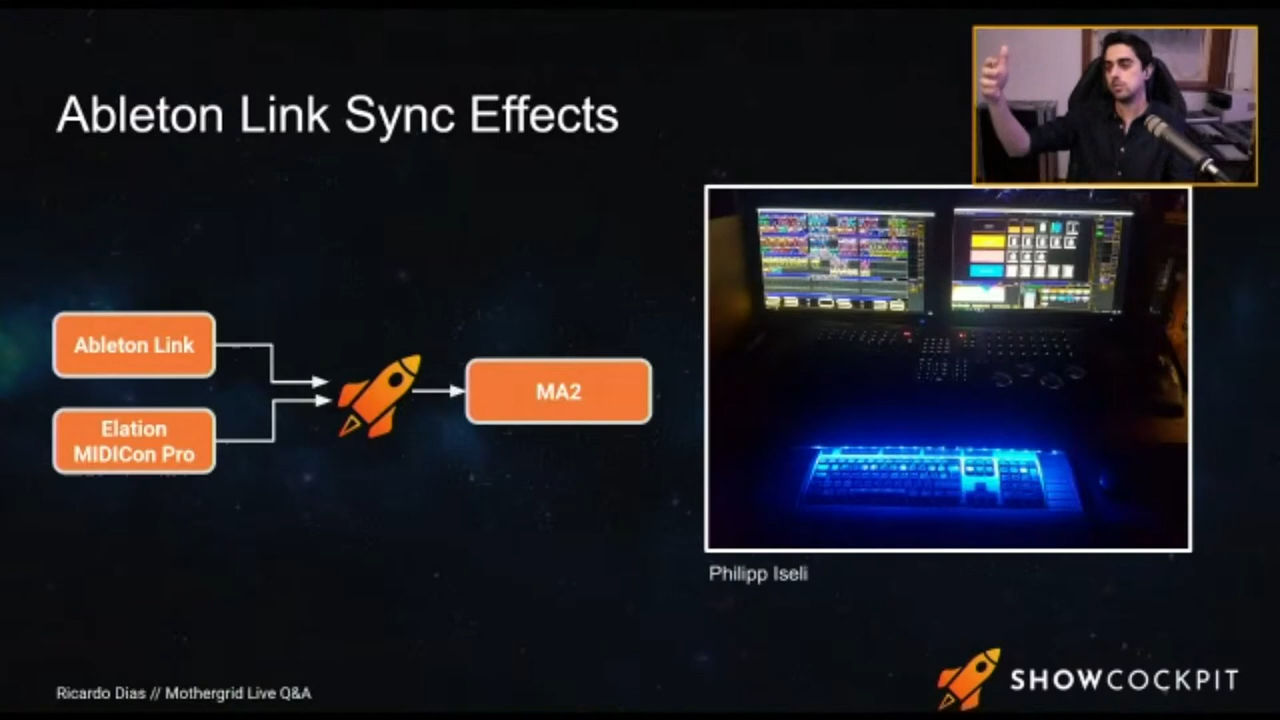 Ableton Link Sync Effects
Ableton Link
Elation
MIDICon Pro
MA2
Philipp Iseli
Ricardo Dias // Mothergrid Live Q&A
SHOWCOCKPIT